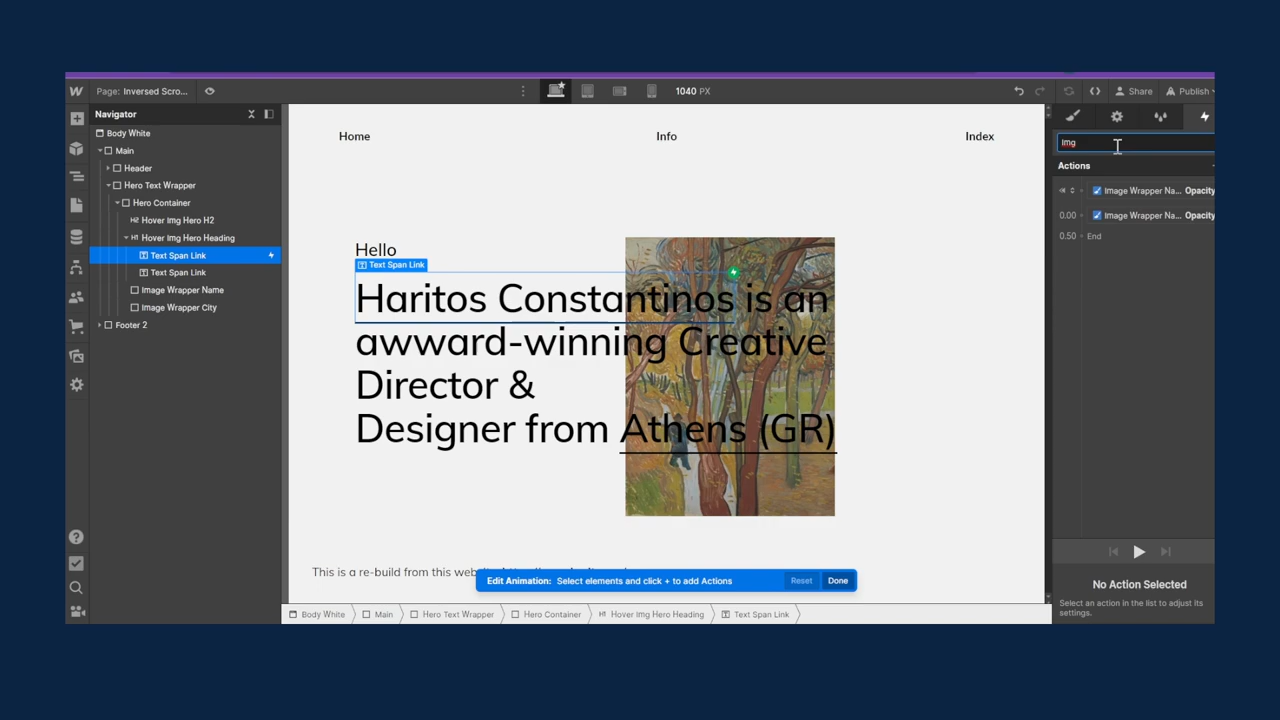 Page: Inversed Scro...
1040 PX
Share
Publish
Navigator
Body White
Main
Header
Hero Text Wrapper
Hero Container
H2 Hover Img Hero H2
H1 Hover Img Hero Heading
Text Span Link
Text Span Link
Image Wrapper Name
Image Wrapper City
Footer 2
Home
Info
Index
Hello
Text Span Link
Haritos Constantinos is an
awward-winning Creative
Director &
Designer from Athens (GR)
Edit Animation: Select elements and click + to add Actions
Reset
Done
Body White
Main
Hero Text Wrapper
Hero Container
H1 Hover Img Hero Heading
Text Span Link
Img
Actions
Image Wrapper Na... Opacity
0.00 Image Wrapper Na... Opacity
0.50 End
No Action Selected
Select an action in the list to adjust its
settings.
This is a re-build from this